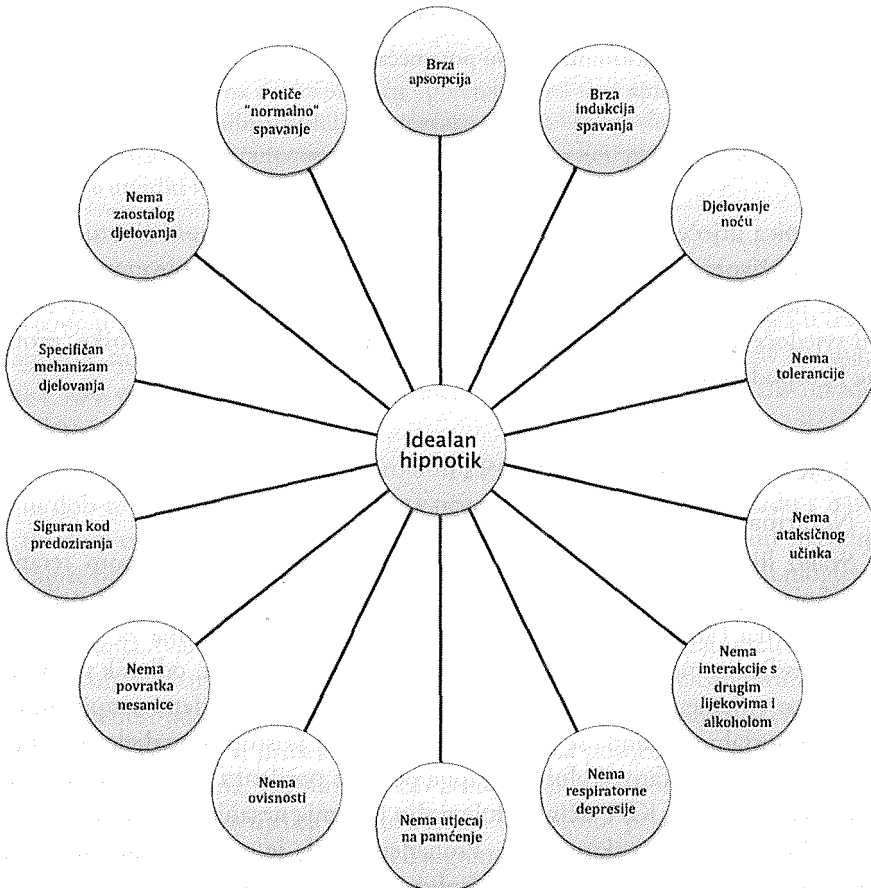 Brza
apsorpcija
Brza
indukcija
spavanja
Djelovanje
noću
Nema
tolerancije
Nema
ataksičnog
učinka
Nema
interakcije s
drugim
lijekovima i
alkoholom
Nema
respiratorne
depresije
Nema utjecaj
na pamćenje
Nema
ovisnosti
Nema
povratka
nesanice
Siguran kod
predoziranja
Specifičan
mehanizam
djelovanja
Nema
zaostalog
djelovanja
Potiče
"normalno"
spavanje
Idealan
hipnotik